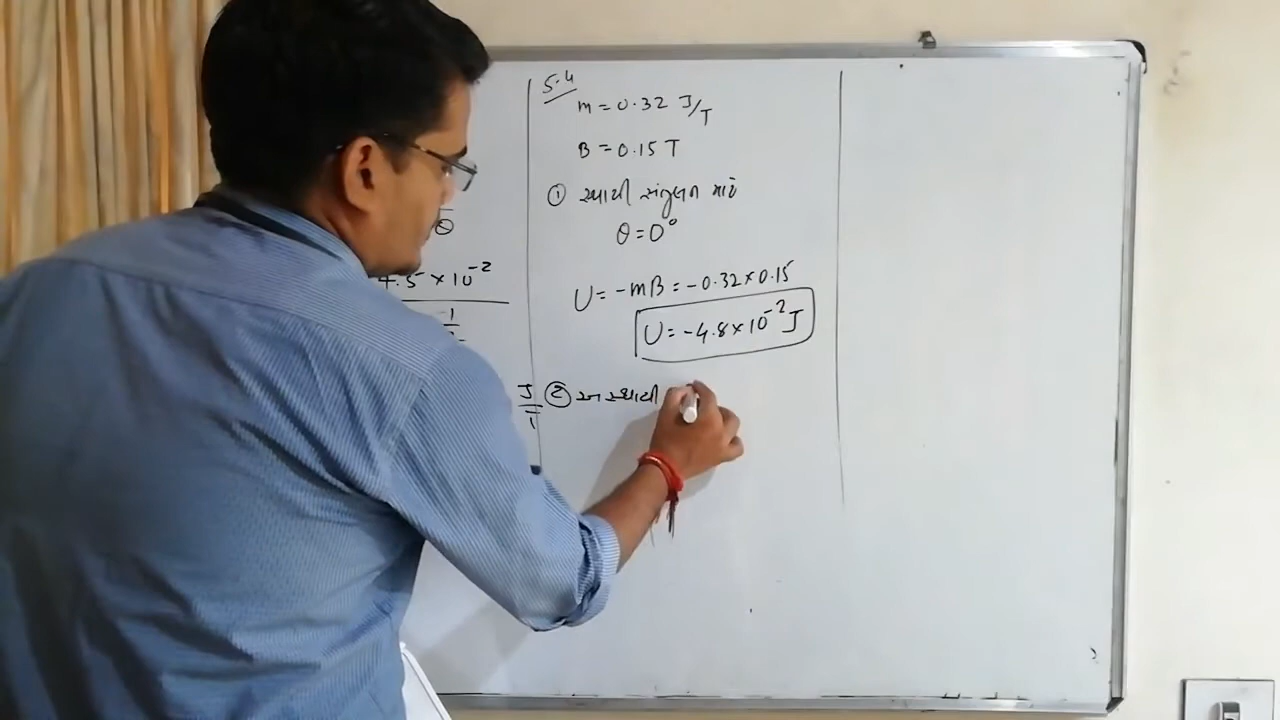 4.5 × 10⁻²
J
T
5.4
m = 0.32 J/T
B = 0.15 T
① સ્થાયી સંતુલન માટે
θ = 0°
U = -mB = -0.32 × 0.15
U = -4.8 × 10⁻² J
② અસ્થાયી